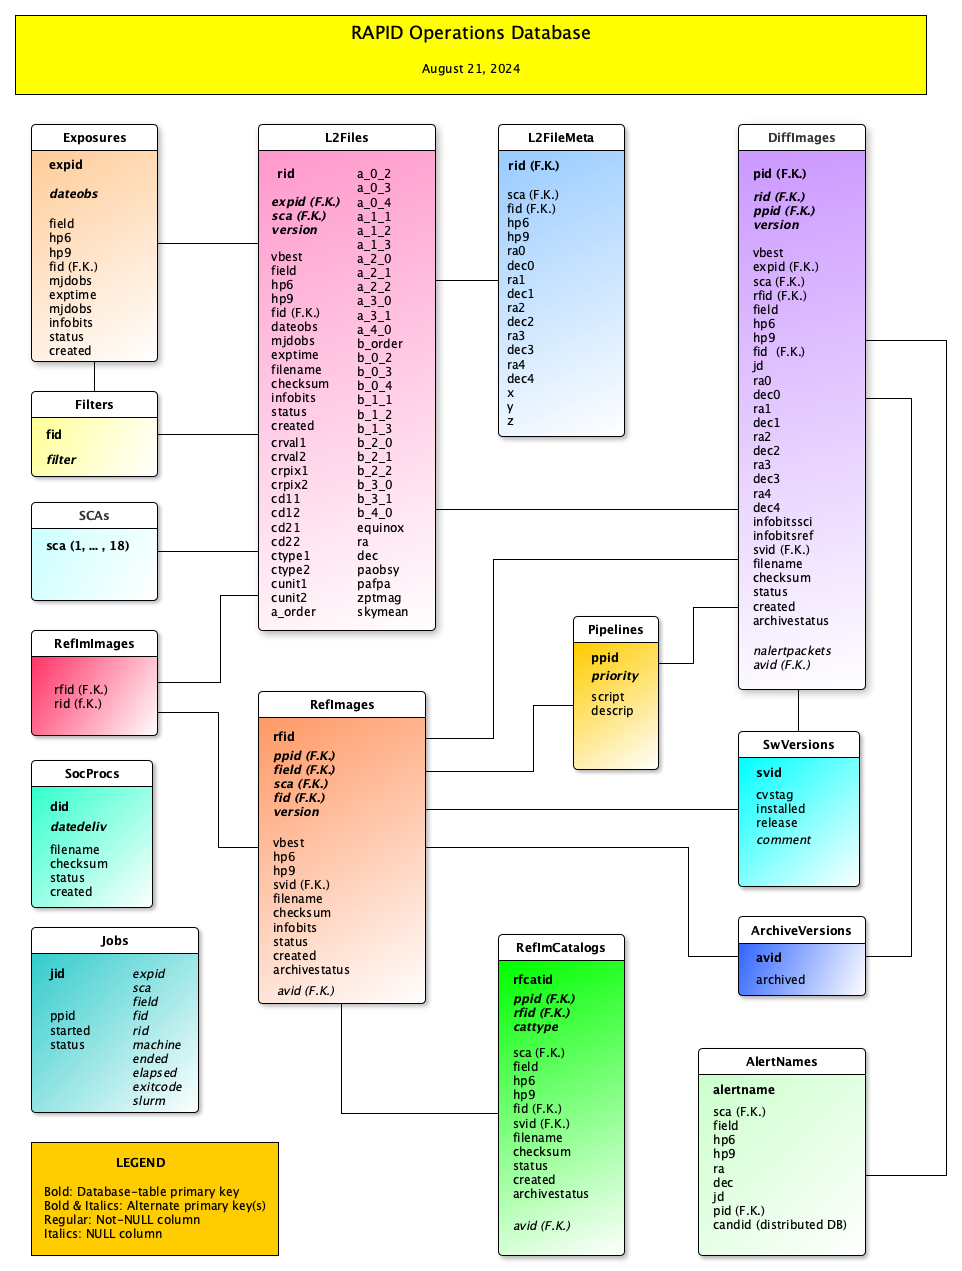 RAPID Operations Database
August 21, 2024
Exposures
expid
dateobs
field
hp6
hp9
fid (F.K.)
mjdobs
exptime
mjdobs
infobits
status
created
Filters
fid
filter
SCAs
sca (1, ... , 18)
RefImImages
rfid (F.K.)
rid (f.K.)
SocProcs
did
datedeliv
filename
checksum
status
created
Jobs
jid
ppid
started
status
expid
sca
field
fid
rid
machine
ended
elapsed
exitcode
slurm
LEGEND
Bold: Database-table primary key
Bold & Italics: Alternate primary key(s)
Regular: Not-NULL column
Italics: NULL column
L2Files
rid
expid (F.K.)
sca (F.K.)
version
vbest
field
hp6
hp9
fid (F.K.)
dateobs
mjdobs
exptime
filename
checksum
infobits
status
created
crval1
crval2
crpix1
crpix2
cd11
cd12
cd21
cd22
ctype1
ctype2
cunit1
cunit2
a_order
a_0_2
a_0_3
a_0_4
a_1_1
a_1_2
a_1_3
a_2_0
a_2_1
a_2_2
a_3_0
a_3_1
a_4_0
b_order
b_0_2
b_0_3
b_0_4
b_1_1
b_1_2
b_1_3
b_2_0
b_2_1
b_2_2
b_3_0
b_3_1
b_4_0
equinox
ra
dec
paobsy
pafpa
zptmag
skymean
RefImages
rfid
ppid (F.K.)
field (F.K.)
sca (F.K.)
fid (F.K.)
version
vbest
hp6
hp9
svid (F.K.)
filename
checksum
infobits
status
created
archivestatus
avid (F.K.)
L2FileMeta
rid (F.K.)
sca (F.K.)
fid (F.K.)
hp6
hp9
ra0
dec0
ra1
dec1
ra2
dec2
ra3
dec3
ra4
dec4
x
y
z
Pipelines
ppid
priority
script
descrip
RefImCatalogs
rfcatid
ppid (F.K.)
rfid (F.K.)
cattype
sca (F.K.)
field
hp6
hp9
fid (F.K.)
svid (F.K.)
filename
checksum
status
created
archivestatus
avid (F.K.)
DiffImages
pid (F.K.)
rid (F.K.)
ppid (F.K.)
version
vbest
expid (F.K.)
sca (F.K.)
rfid (F.K.)
field
hp6
hp9
fid (F.K.)
jd
ra0
dec0
ra1
dec1
ra2
dec2
ra3
dec3
ra4
dec4
infobitssci
infobitsref
svid (F.K.)
filename
checksum
status
created
archivestatus
nalertpackets
avid (F.K.)
SwVersions
svid
cvstag
installed
release
comment
ArchiveVersions
avid
archived
AlertNames
alertname
sca (F.K.)
field
hp6
hp9
ra
dec
jd
pid (F.K.)
candid (distributed DB)